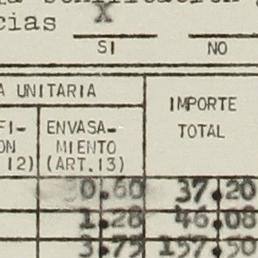 X
cias
SI NO
A UNITARIA
IMPORTE
FI- ENVASA-
ON MIENTO TOTAL
12) (ART.13)
0.60 37.20
1.28 46.08
3.75 157.50